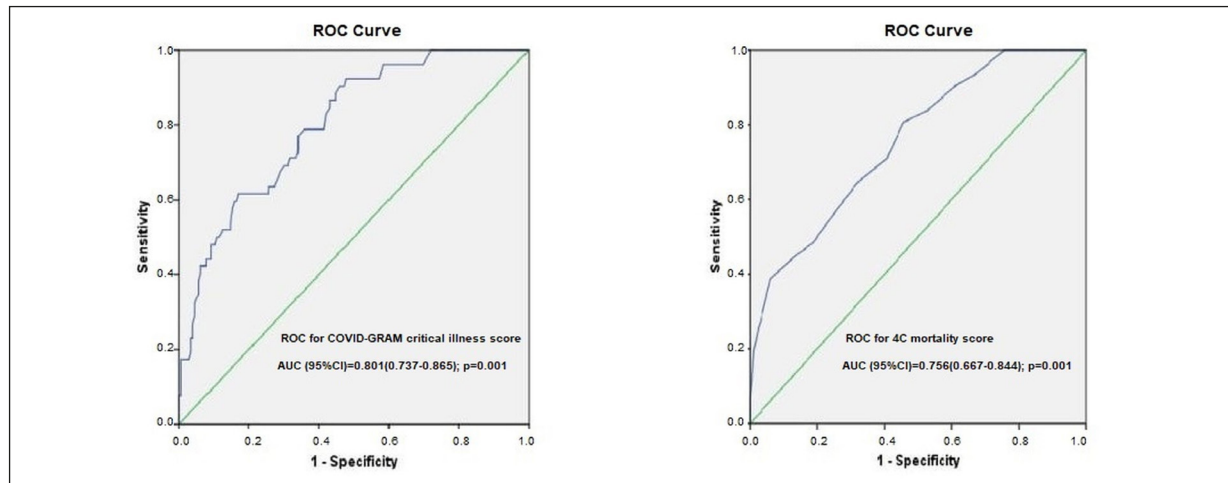 ROC Curve
1.0
0.8
0.6
0.4
0.2
0.0
Sensitivity
ROC for COVID-GRAM critical illness score
AUC (95%CI)=0.801(0.737-0.865); p=0.001
0.0 0.2 0.4 0.6 0.8 1.0
1 - Specificity
ROC Curve
1.0
0.8
0.6
0.4
0.2
0.0
Sensitivity
ROC for 4C mortality score
AUC (95%CI)=0.756(0.667-0.844); p=0.001
0.0 0.2 0.4 0.6 0.8 1.0
1 - Specificity